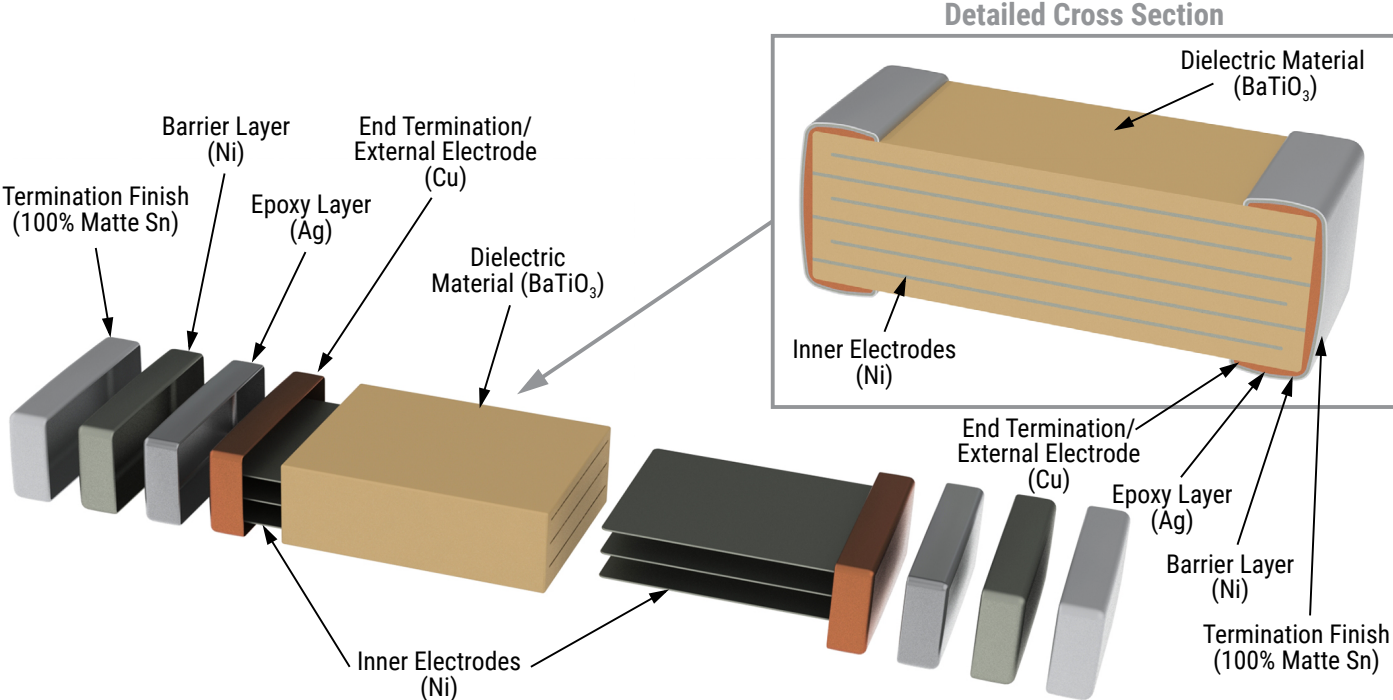 Detailed Cross Section
Dielectric Material
(BaTiO₃)
Inner Electrodes
(Ni)
End Termination/
External Electrode
(Cu)
Epoxy Layer
(Ag)
Barrier Layer
(Ni)
Termination Finish
(100% Matte Sn)
Termination Finish
(100% Matte Sn)
Barrier Layer
(Ni)
Epoxy Layer
(Ag)
End Termination/
External Electrode
(Cu)
Dielectric
Material (BaTiO₃)
Inner Electrodes
(Ni)